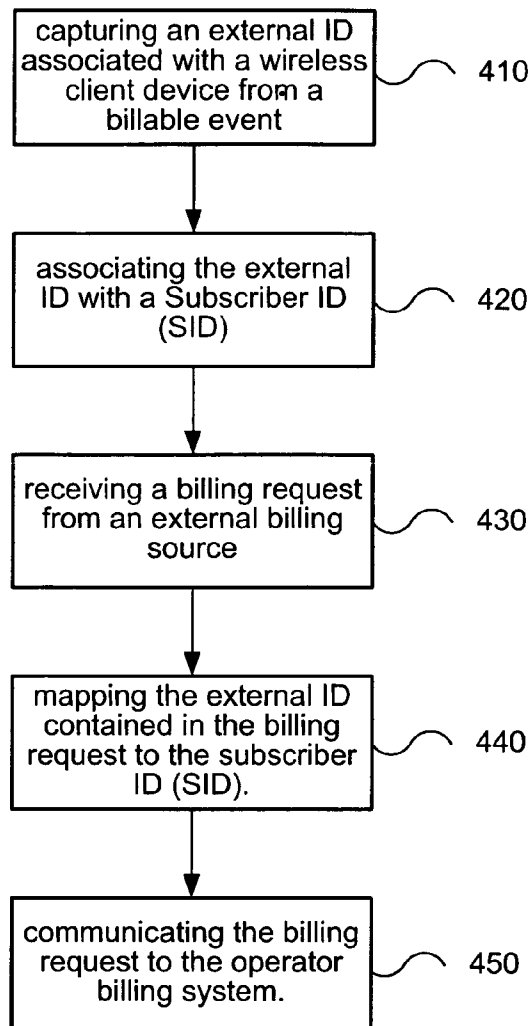 capturing an external ID
associated with a wireless
client device from a
billable event
410
associating the external
ID with a Subscriber ID
(SID)
420
receiving a billing request
from an external billing
source
430
mapping the external ID
contained in the billing
request to the subscriber
ID (SID).
440
communicating the billing
request to the operator
billing system.
450